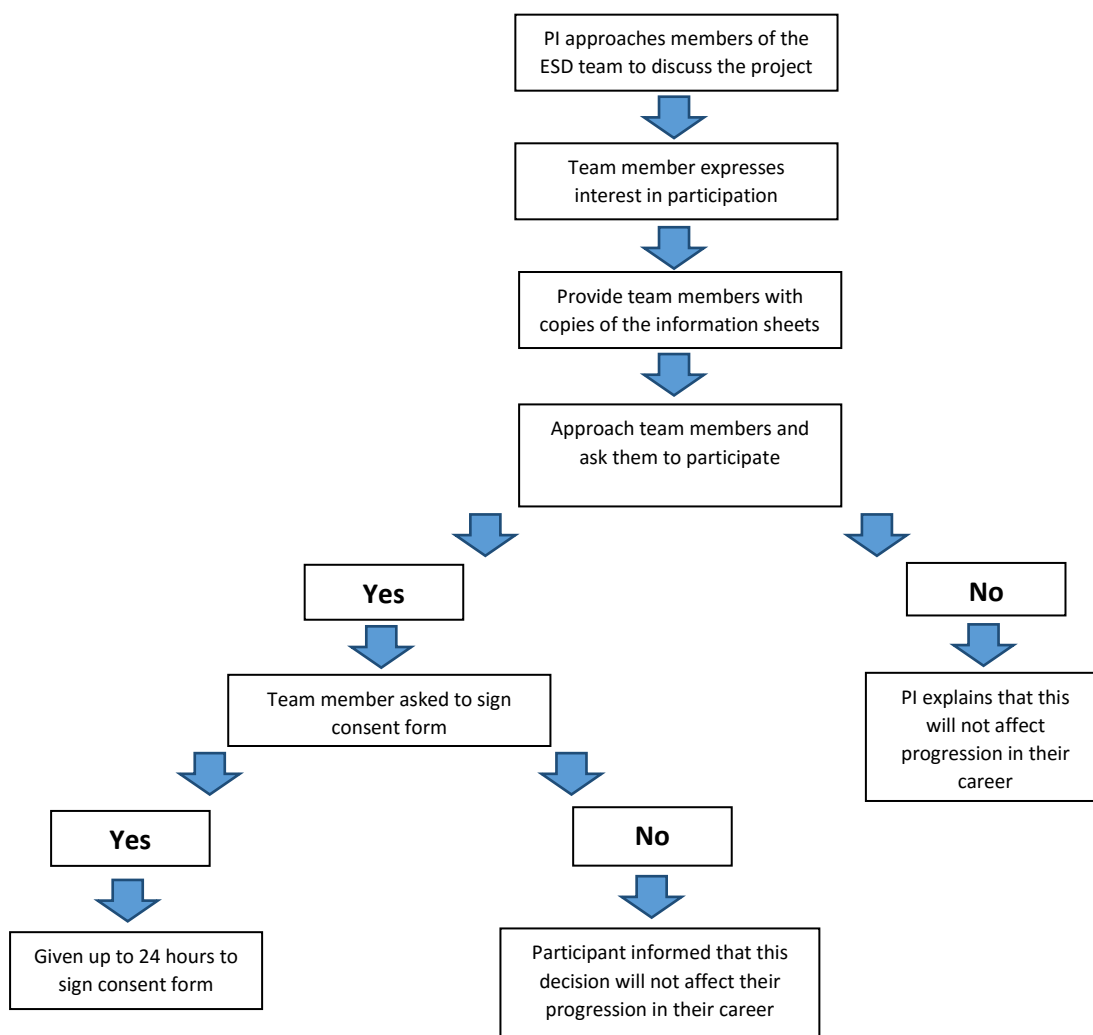 PI approaches members of the
ESD team to discuss the project
Team member expresses
interest in participation
Provide team members with
copies of the information sheets
Approach team members and
ask them to participate
Yes
No
Team member asked to sign
consent form
PI explains that this
will not affect
progression in their
career
Yes
No
Given up to 24 hours to
sign consent form
Participant informed that this
decision will not affect their
progression in their career